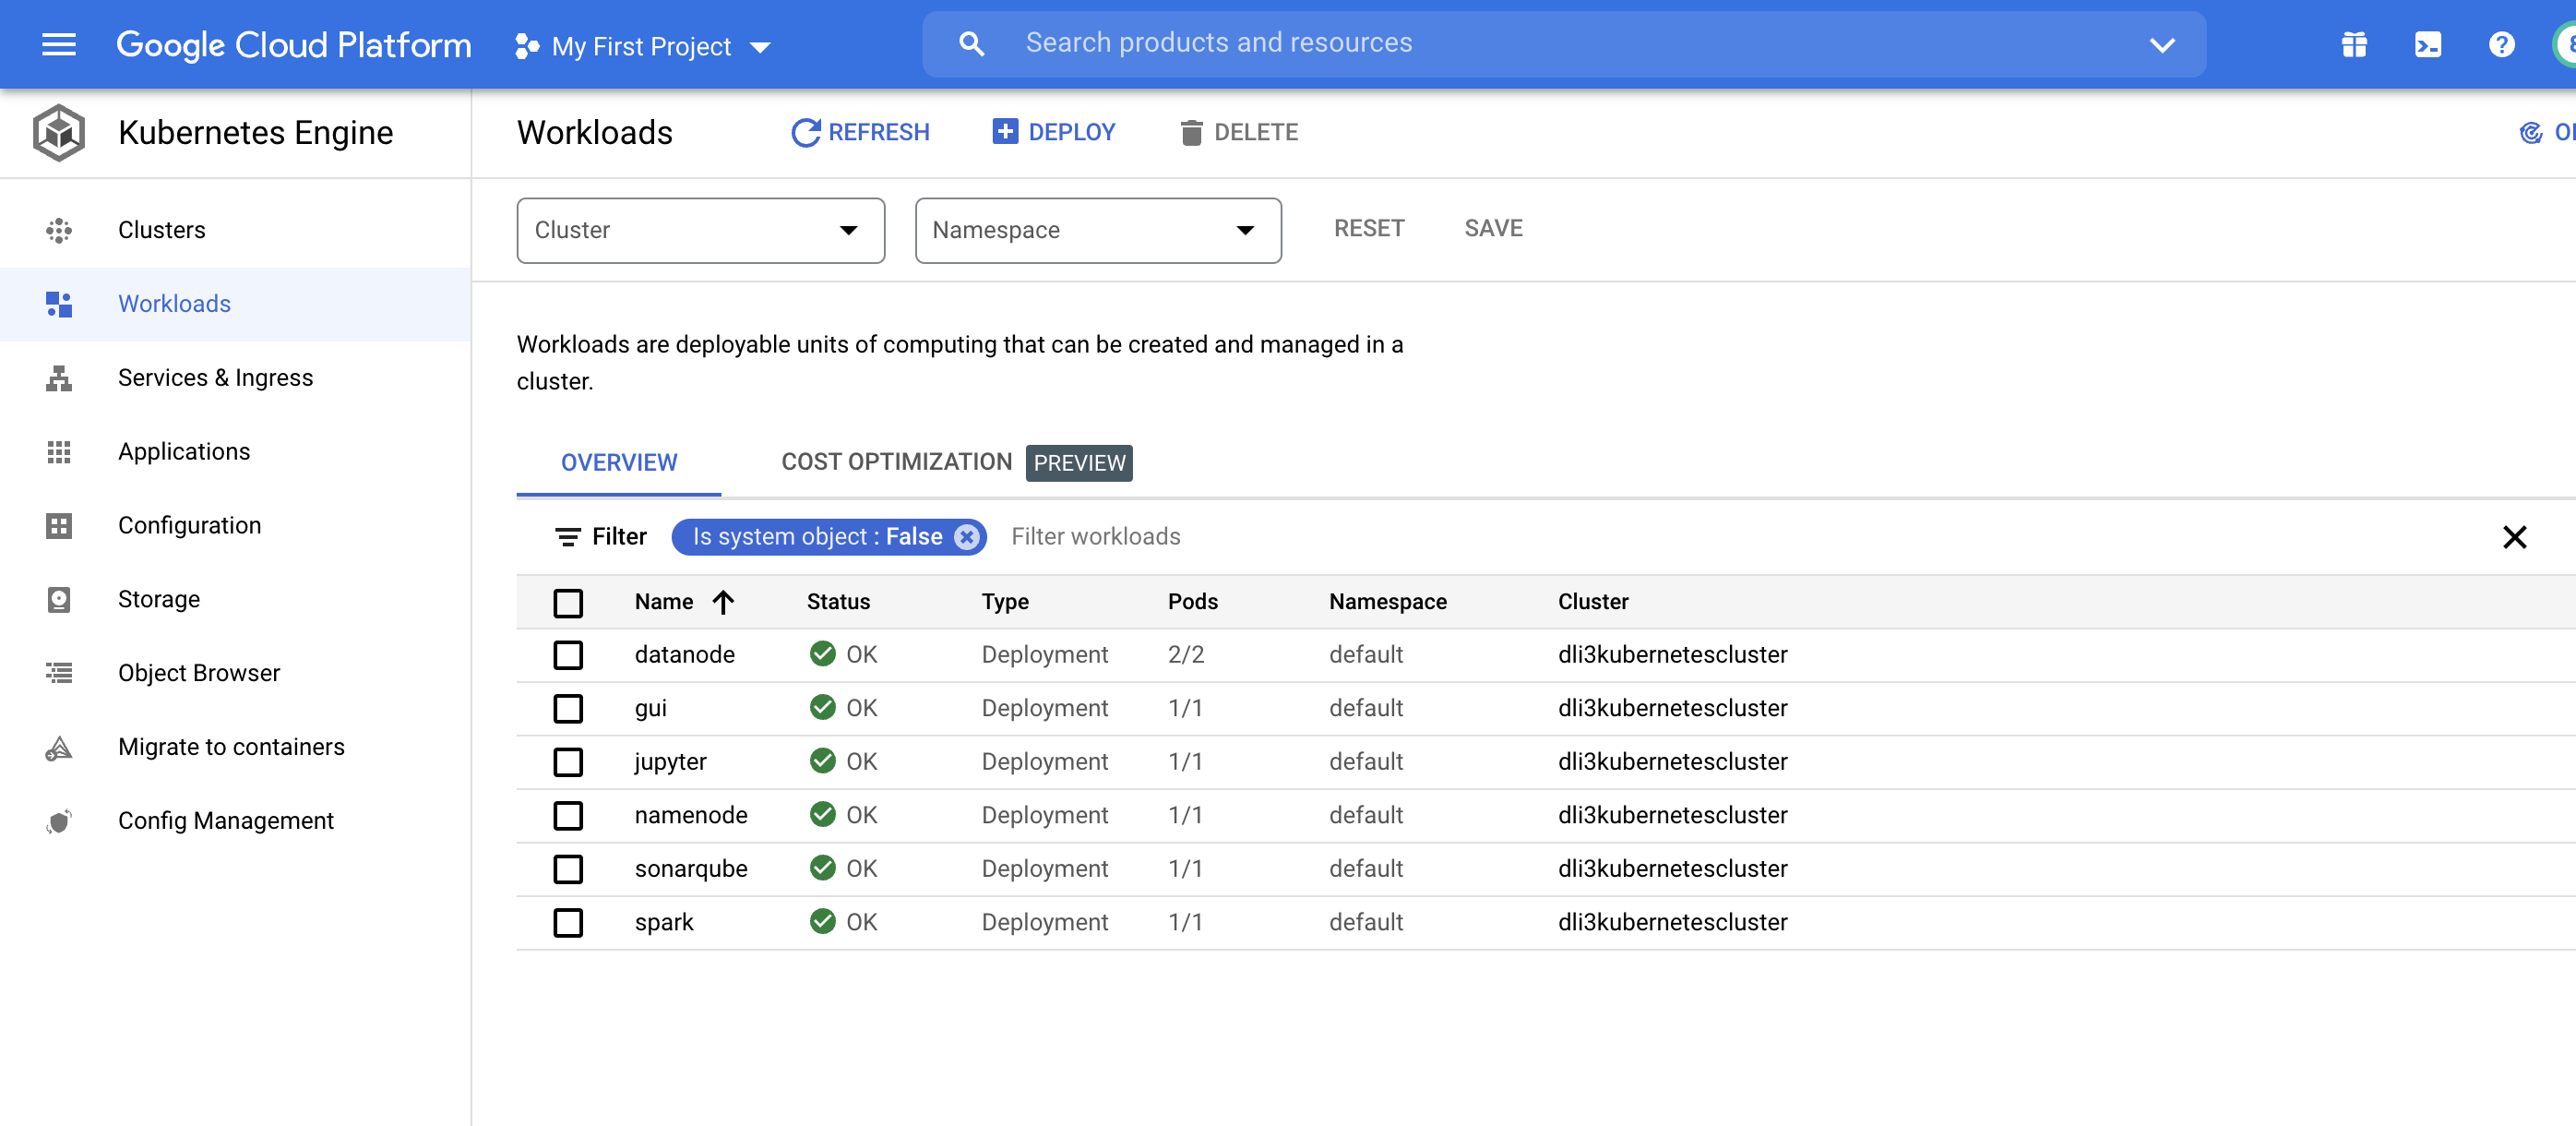 Google Cloud Platform My First Project Search products and resources
Kubernetes Engine
Workloads REFRESH DEPLOY DELETE
Clusters
Workloads
Services & Ingress
Applications
Configuration
Storage
Object Browser
Migrate to containers
Config Management
Cluster Namespace RESET SAVE
Workloads are deployable units of computing that can be created and managed in a
cluster.
OVERVIEW COST OPTIMIZATION PREVIEW
Filter Is system object : False Filter workloads
Name Status Type Pods Namespace Cluster
datanode OK Deployment 2/2 default dli3kubernetescluster
gui OK Deployment 1/1 default dli3kubernetescluster
jupyter OK Deployment 1/1 default dli3kubernetescluster
namenode OK Deployment 1/1 default dli3kubernetescluster
sonarqube OK Deployment 1/1 default dli3kubernetescluster
spark OK Deployment 1/1 default dli3kubernetescluster